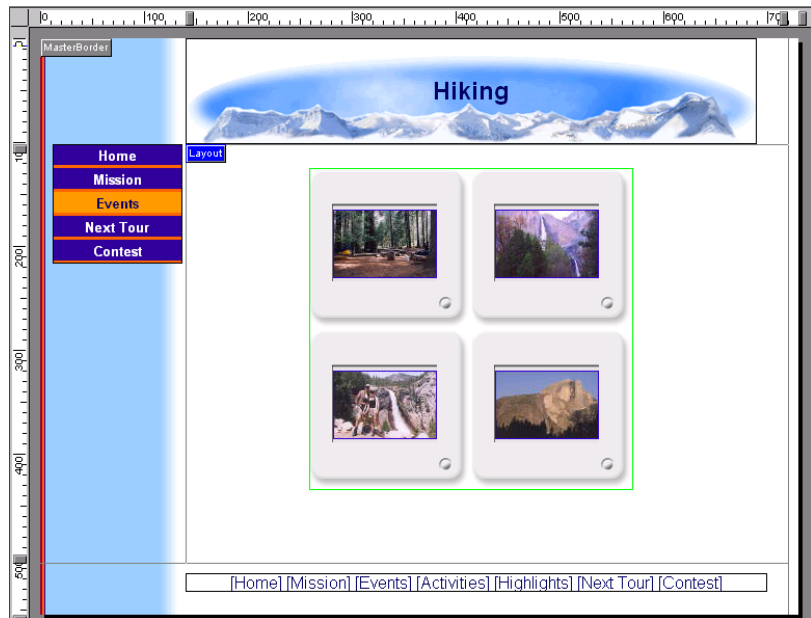 0 100 200 300 400 500 600 700
MasterBorder
Hiking
Layout
Home
Mission
Events
Next Tour
Contest
100
200
300
400
500
[Home] [Mission] [Events] [Activities] [Highlights] [Next Tour] [Contest]